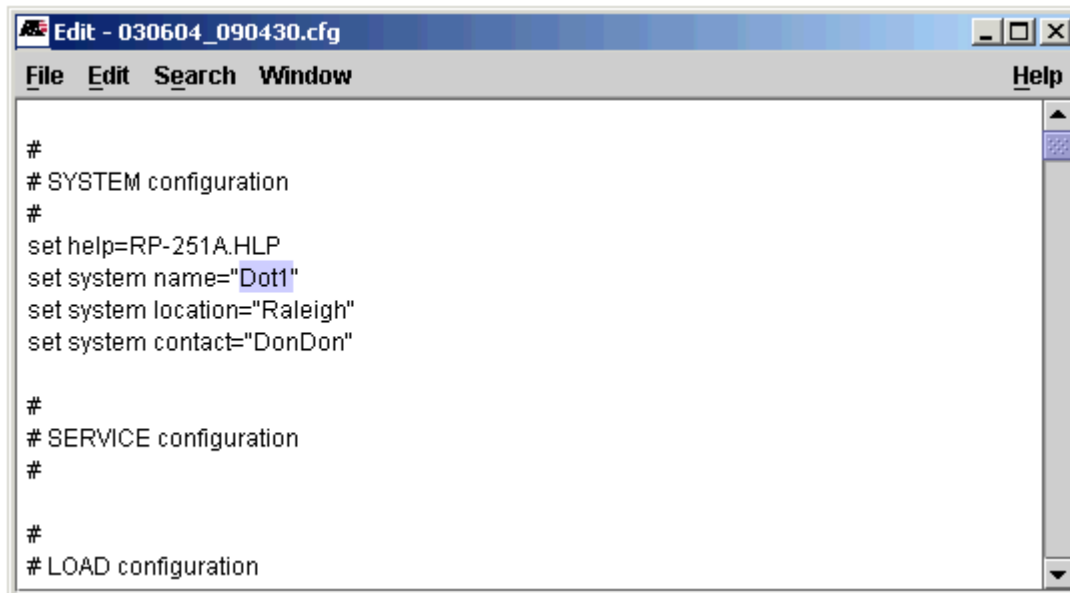 Edit - 030604_090430.cfg
File Edit Search Window Help
#
# SYSTEM configuration
#
set help=RP-251A.HLP
set system name="Dot1"
set system location="Raleigh"
set system contact="DonDon"
#
# SERVICE configuration
#
#
# LOAD configuration